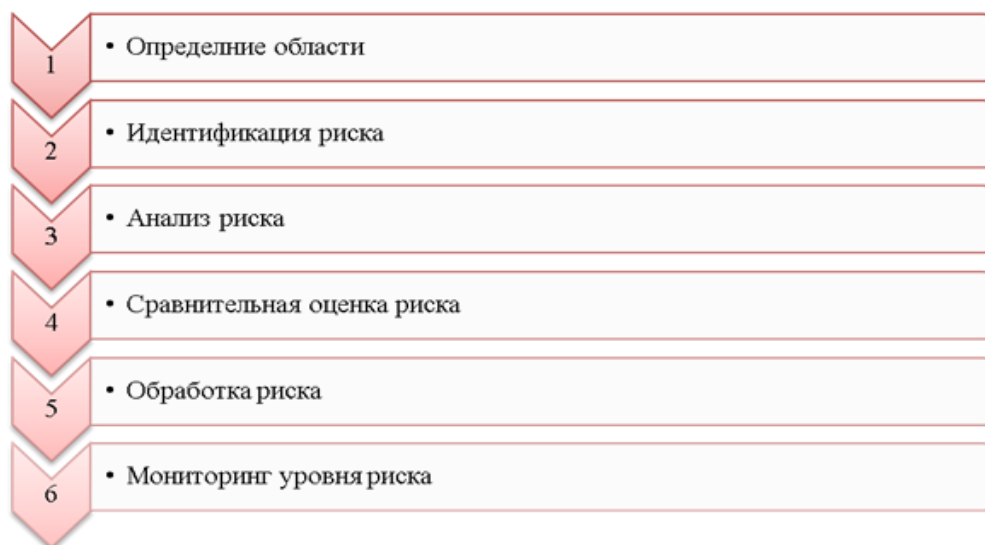 1
• Определние области
2
• Идентификация риска
3
• Анализ риска
4
• Сравнительная оценка риска
5
• Обработка риска
6
• Мониторинг уровня риска